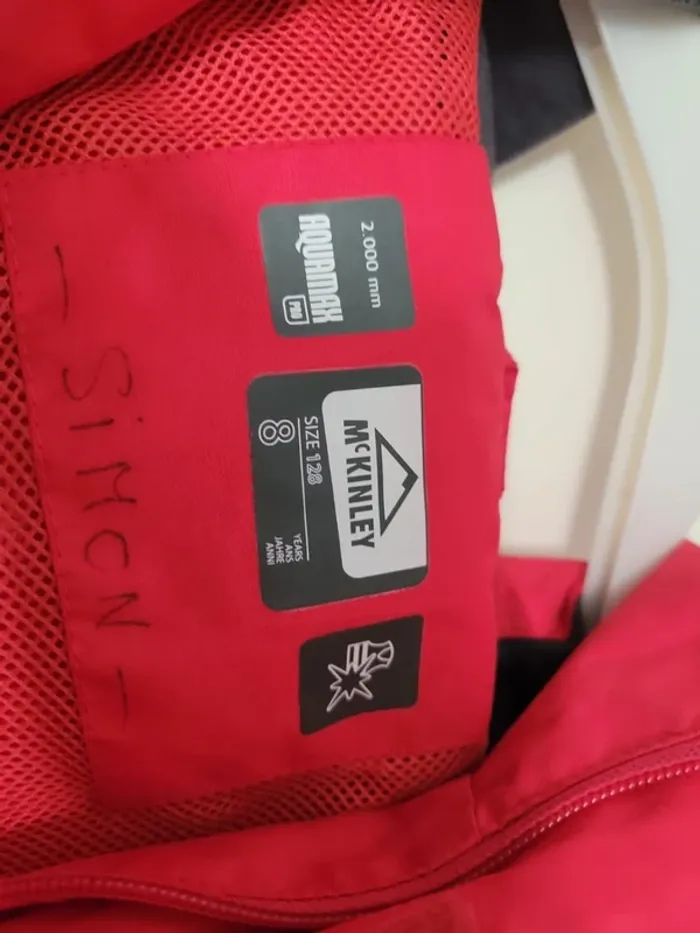 2.000 mm
AQUAMAX
PRO
McKINLEY
SIZE 128
8
YEARS
ANS
JAHRE
ANNI
- SiMON -